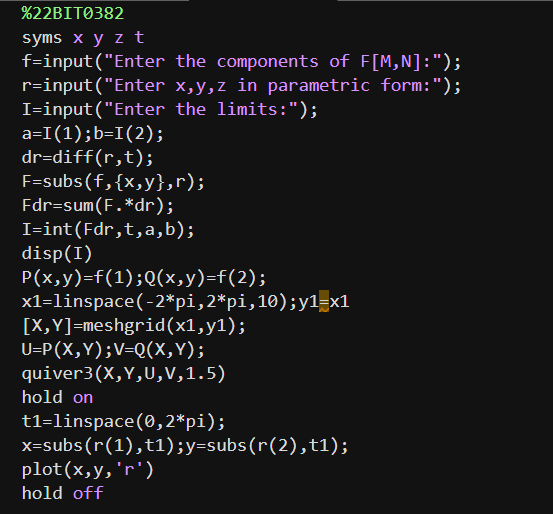 %22BIT0382
syms x y z t
f=input("Enter the components of F[M,N]:");
r=input("Enter x,y,z in parametric form:");
I=input("Enter the limits:");
a=I(1);b=I(2);
dr=diff(r,t);
F=subs(f,{x,y},r);
Fdr=sum(F.*dr);
I=int(Fdr,t,a,b);
disp(I)
P(x,y)=f(1);Q(x,y)=f(2);
x1=linspace(-2*pi,2*pi,10);y1=x1
[X,Y]=meshgrid(x1,y1);
U=P(X,Y);V=Q(X,Y);
quiver3(X,Y,U,V,1.5)
hold on
t1=linspace(0,2*pi);
x=subs(r(1),t1);y=subs(r(2),t1);
plot(x,y,'r')
hold off